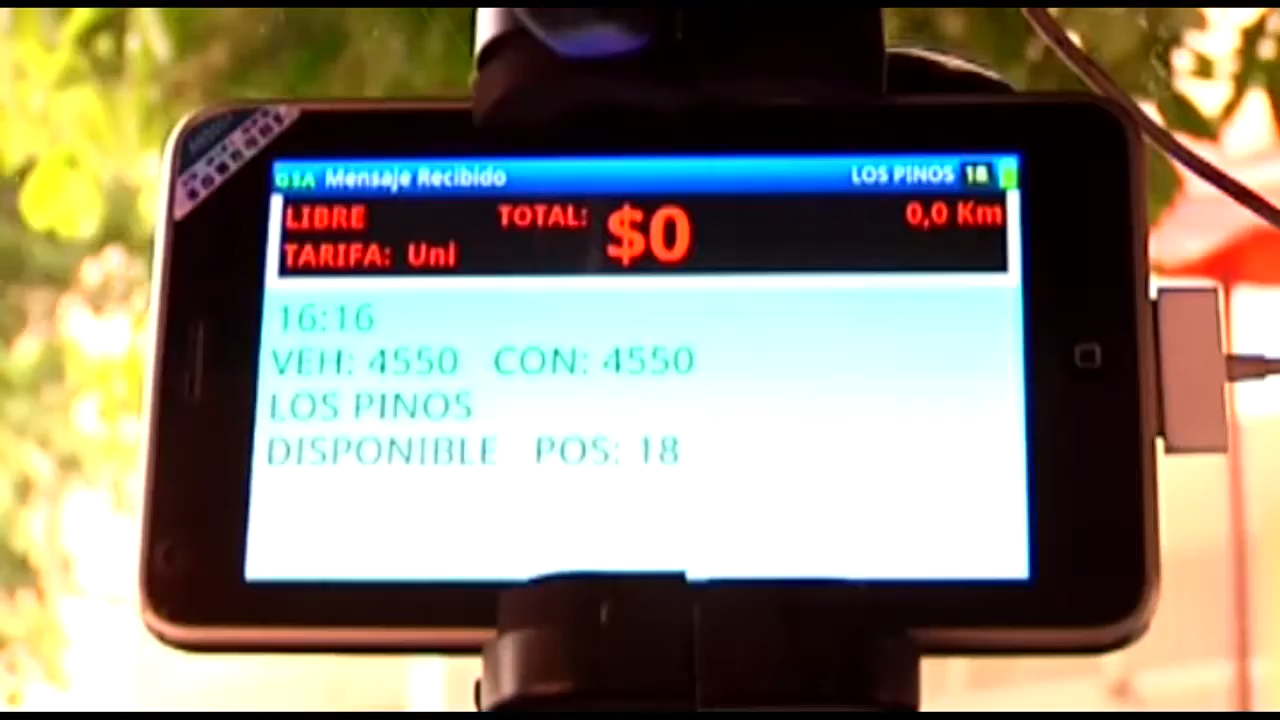 Mensaje Recibido LOS PINOS 18
LIBRE TOTAL: $0 0,0 Km
TARIFA: Uni
16:16
VEH: 4550 CON: 4550
LOS PINOS
DISPONIBLE POS: 18